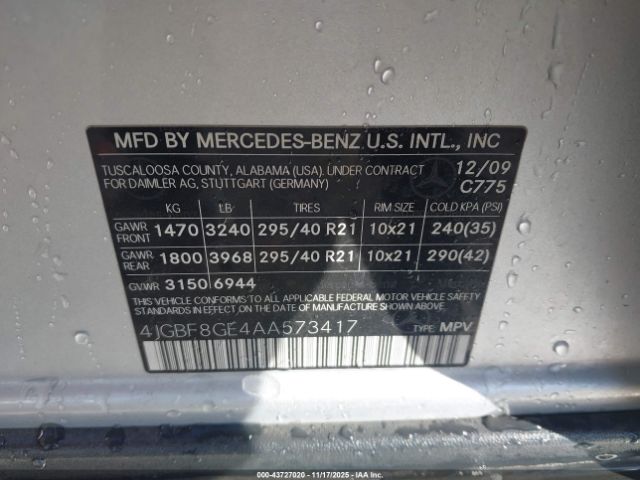 MFD BY MERCEDES-BENZ U.S. INTL., INC
TUSCALOOSA COUNTY, ALABAMA (USA). UNDER CONTRACT 12/09
FOR DAIMLER AG, STUTTGART (GERMANY) C775
KG LB TIRES RIM SIZE COLD KPA (PSI)
GAWR FRONT 1470 3240 295/40 R21 10x21 240(35)
GAWR REAR 1800 3968 295/40 R21 10x21 290(42)
GVWR 3150 6944
THIS VEHICLE CONFORMS TO ALL APPLICABLE FEDERAL MOTOR VEHICLE SAFETY
STANDARDS IN EFFECT ON THE DATE OF MANUFACTURE SHOWN ABOVE.
4JGBF8GE4AA573417 TYPE: MPV
000-43727020 - 11/17/2025 - IAAI, Inc.